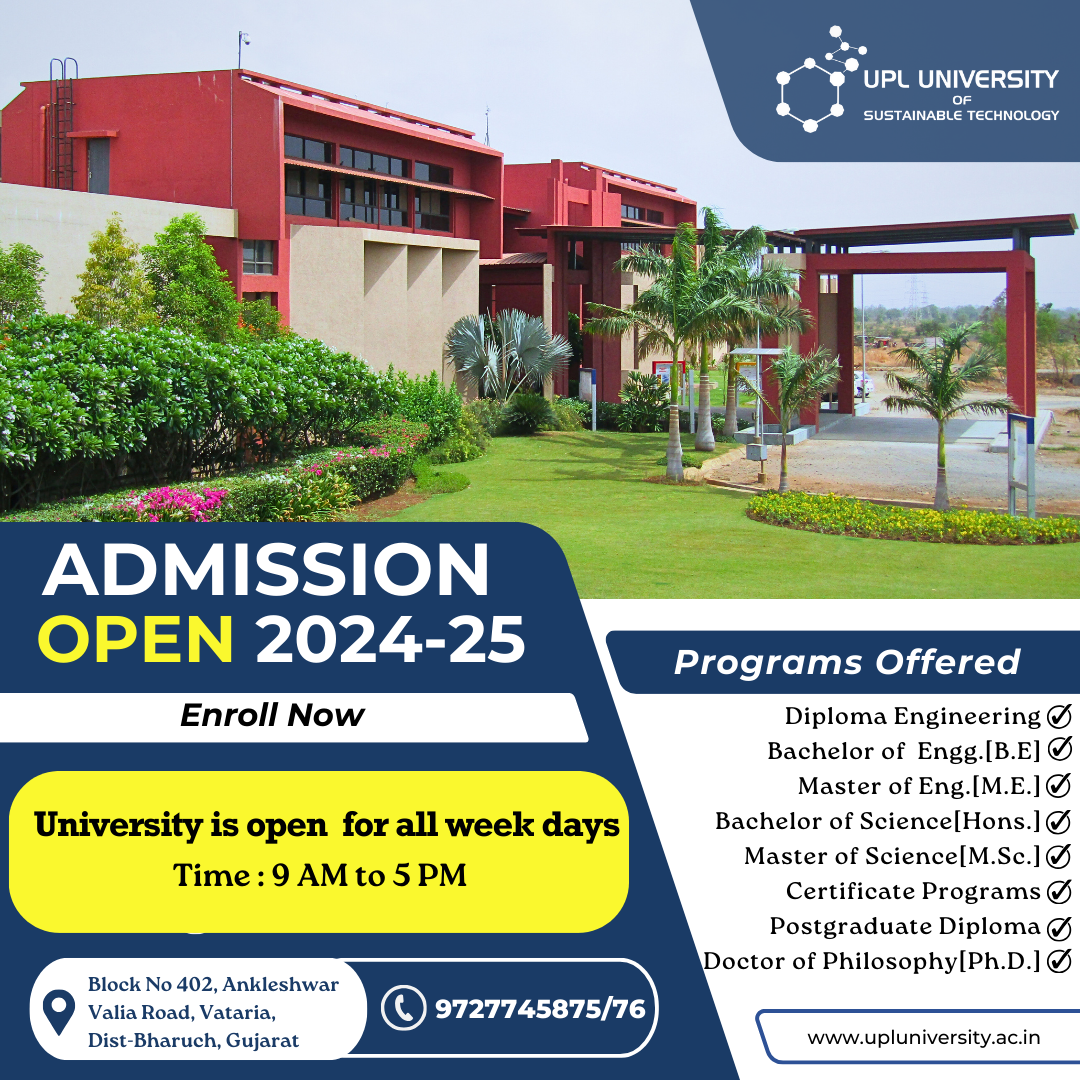 UPL UNIVERSITY
OF
SUSTAINABLE TECHNOLOGY
ADMISSION
OPEN 2024-25
Enroll Now
University is open for all week days
Time : 9 AM to 5 PM
Block No 402, Ankleshwar
Valia Road, Vataria,
Dist-Bharuch, Gujarat
9727745875/76
Programs Offered
Diploma Engineering
Bachelor of Engg.[B.E]
Master of Eng.[M.E.]
Bachelor of Science[Hons.]
Master of Science[M.Sc.]
Certificate Programs
Postgraduate Diploma
Doctor of Philosophy[Ph.D.]
www.upluniversity.ac.in